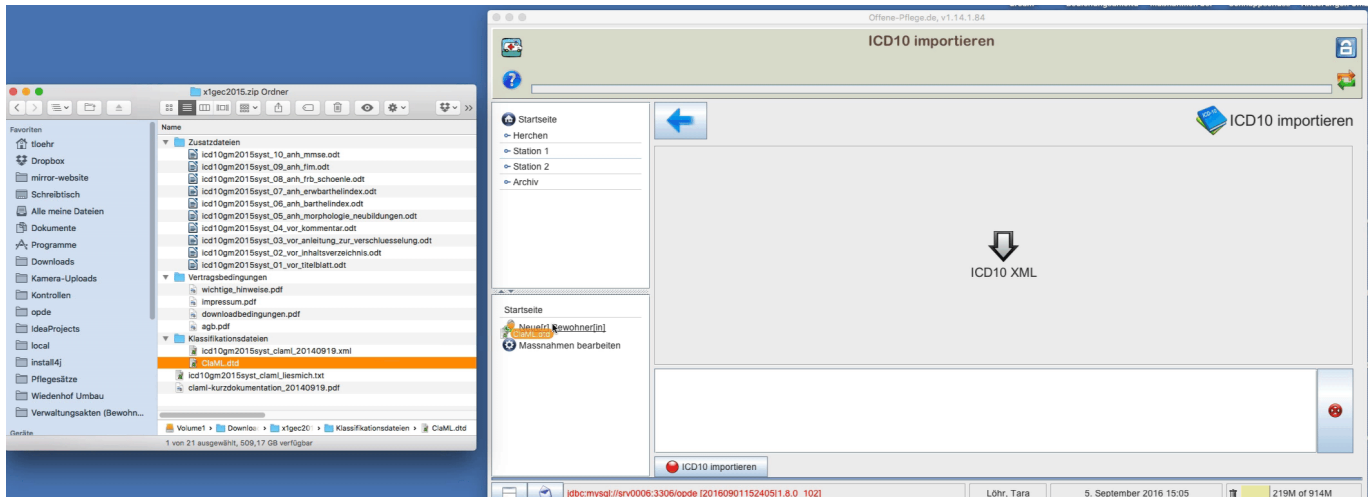 Offene-Pflege.de, v1.14.1.84
ICD10 importieren
x1gec2015.zip Ordner
Favoriten
tloehr
Dropbox
mirror-website
Schreibtisch
Alle meine Dateien
Dokumente
Programme
Downloads
Kamera-Uploads
Kontrollen
opde
IdeaProjects
local
install4j
Pflegesätze
Wiedenhof Umbau
Verwaltungsakten (Bewohn...
Geräte
Name
Zusatzdateien
icd10gm2015syst_10_anh_mmse.odt
icd10gm2015syst_09_anh_fim.odt
icd10gm2015syst_08_anh_frb_schoenle.odt
icd10gm2015syst_07_anh_erwbarthelindex.odt
icd10gm2015syst_06_anh_barthelindex.odt
icd10gm2015syst_05_anh_morphologie_neubildungen.odt
icd10gm2015syst_04_vor_kommentar.odt
icd10gm2015syst_03_vor_anleitung_zur_verschluesselung.odt
icd10gm2015syst_02_vor_inhaltsverzeichnis.odt
icd10gm2015syst_01_vor_titelblatt.odt
Vertragsbedingungen
wichtige_hinweise.pdf
impressum.pdf
downloadbedingungen.pdf
agb.pdf
Klassifikationsdateien
icd10gm2015syst_claml_20140919.xml
ClaML.dtd
icd10gm2015syst_claml_liesmich.txt
claml-kurzdokumentation_20140919.pdf
Volume1 › Downloa › x1gec20 › Klassifikationsdateien › ClaML.dtd
1 von 21 ausgewählt, 509,17 GB verfügbar
Startseite
Herchen
Station 1
Station 2
Archiv
Startseite
Neue[r] Bewohner[in]
ClaML.dtd
Massnahmen bearbeiten
ICD10 importieren
ICD10 XML
ICD10 importieren
jdbc:mysql://srv0006:3306/opde [20160901152405|1.8.0_102]
Löhr, Tara
5. September 2016 15:05
219M of 914M